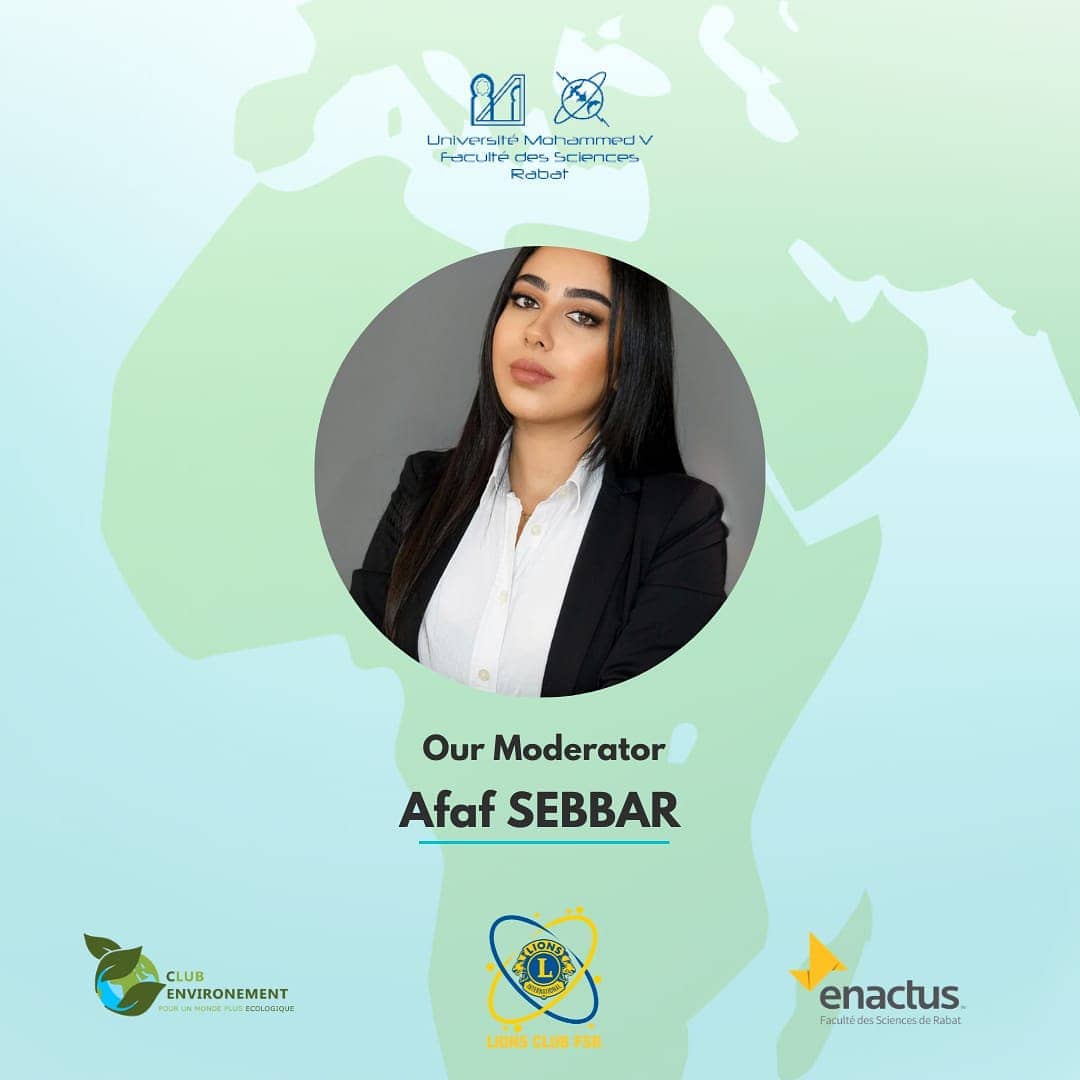 Université Mohammed V
Faculté des Sciences
Rabat
Our Moderator
Afaf SEBBAR
CLUB
ENVIRONEMENT
POUR UN MONDE PLUS ECOLOGIQUE
LIONS
L
INTERNATIONAL
LIONS CLUB FSR
enactus
Faculté des Sciences de Rabat